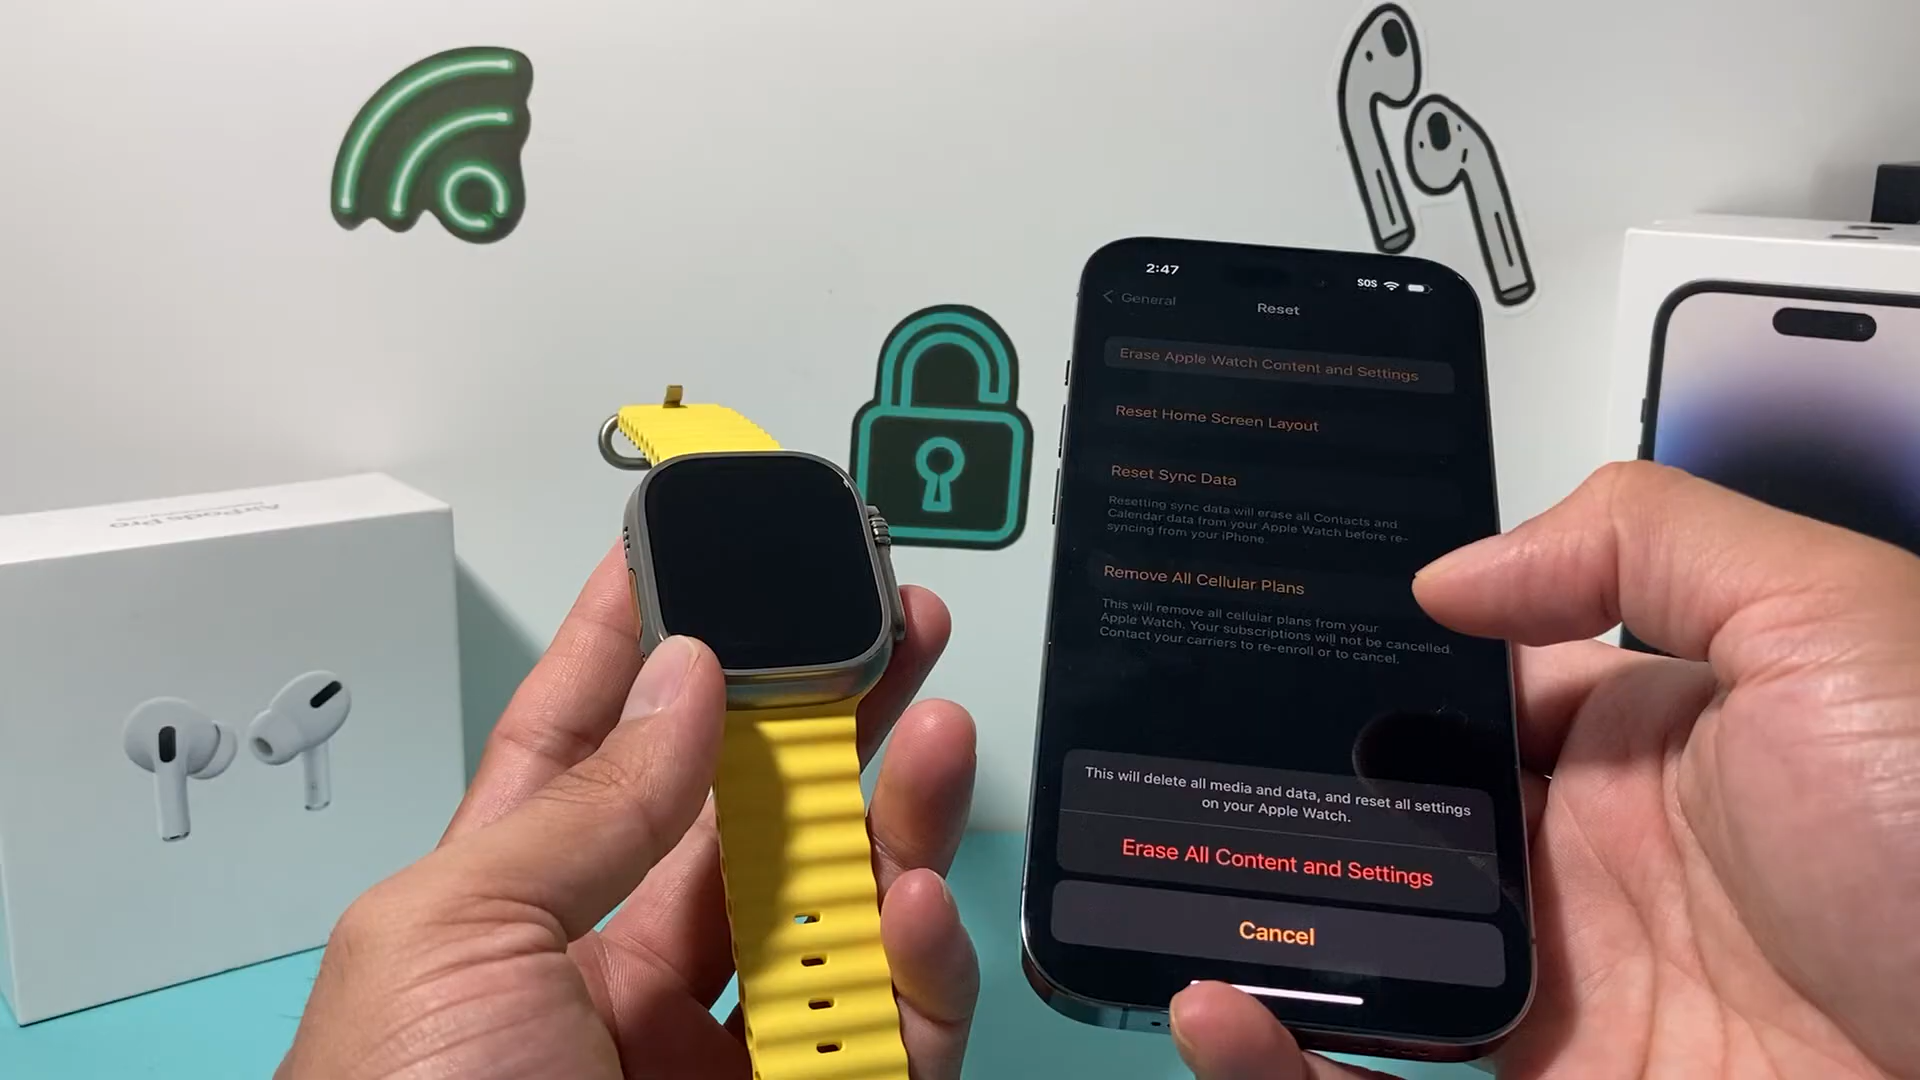 2:47
SOS
General
Reset
Erase Apple Watch Content and Settings
Reset Home Screen Layout
Reset Sync Data
Resetting sync data will erase all Contacts and
Calendar data from your Apple Watch before re-
syncing from your iPhone.
Remove All Cellular Plans
This will remove all cellular plans from your
Apple Watch. Your subscriptions will not be cancelled.
Contact your carriers to re-enroll or to cancel.
This will delete all media and data, and reset all settings
on your Apple Watch.
Erase All Content and Settings
Cancel
AirPods Pro